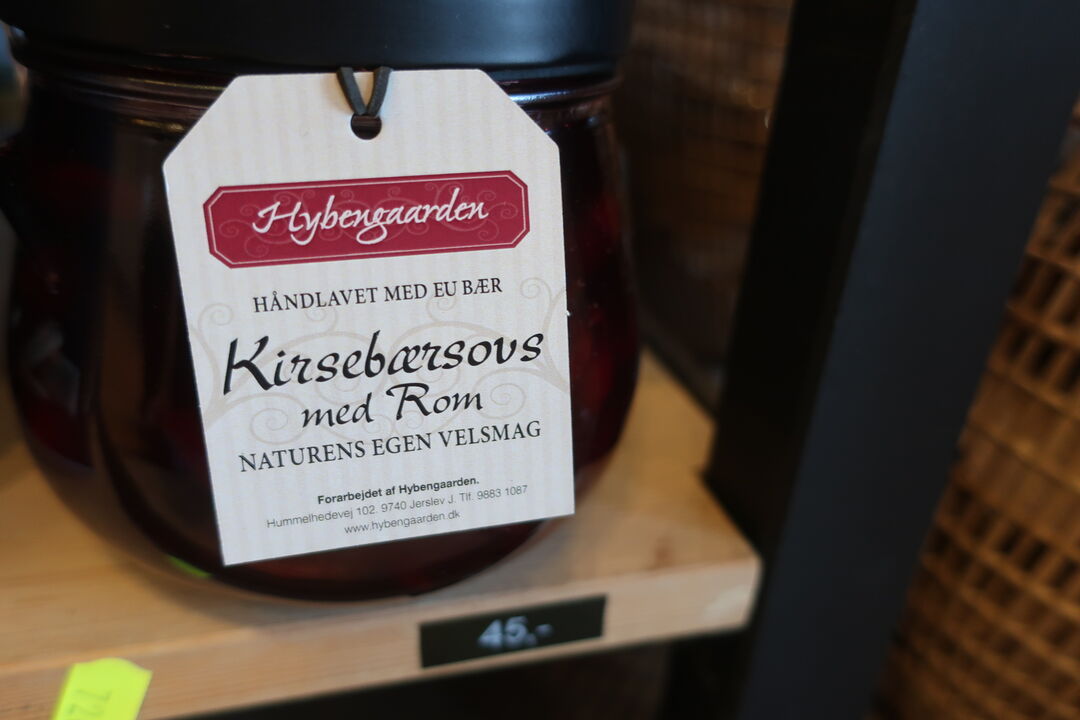 Hybengaarden
HÅNDLAVET MED EU BÆR
Kirsebærsovs
med Rom
NATURENS EGEN VELSMAG
Forarbejdet af Hybengaarden.
Hummelhedevej 102. 9740 Jerslev J. Tlf. 9883 1087
www.hybengaarden.dk
45,-